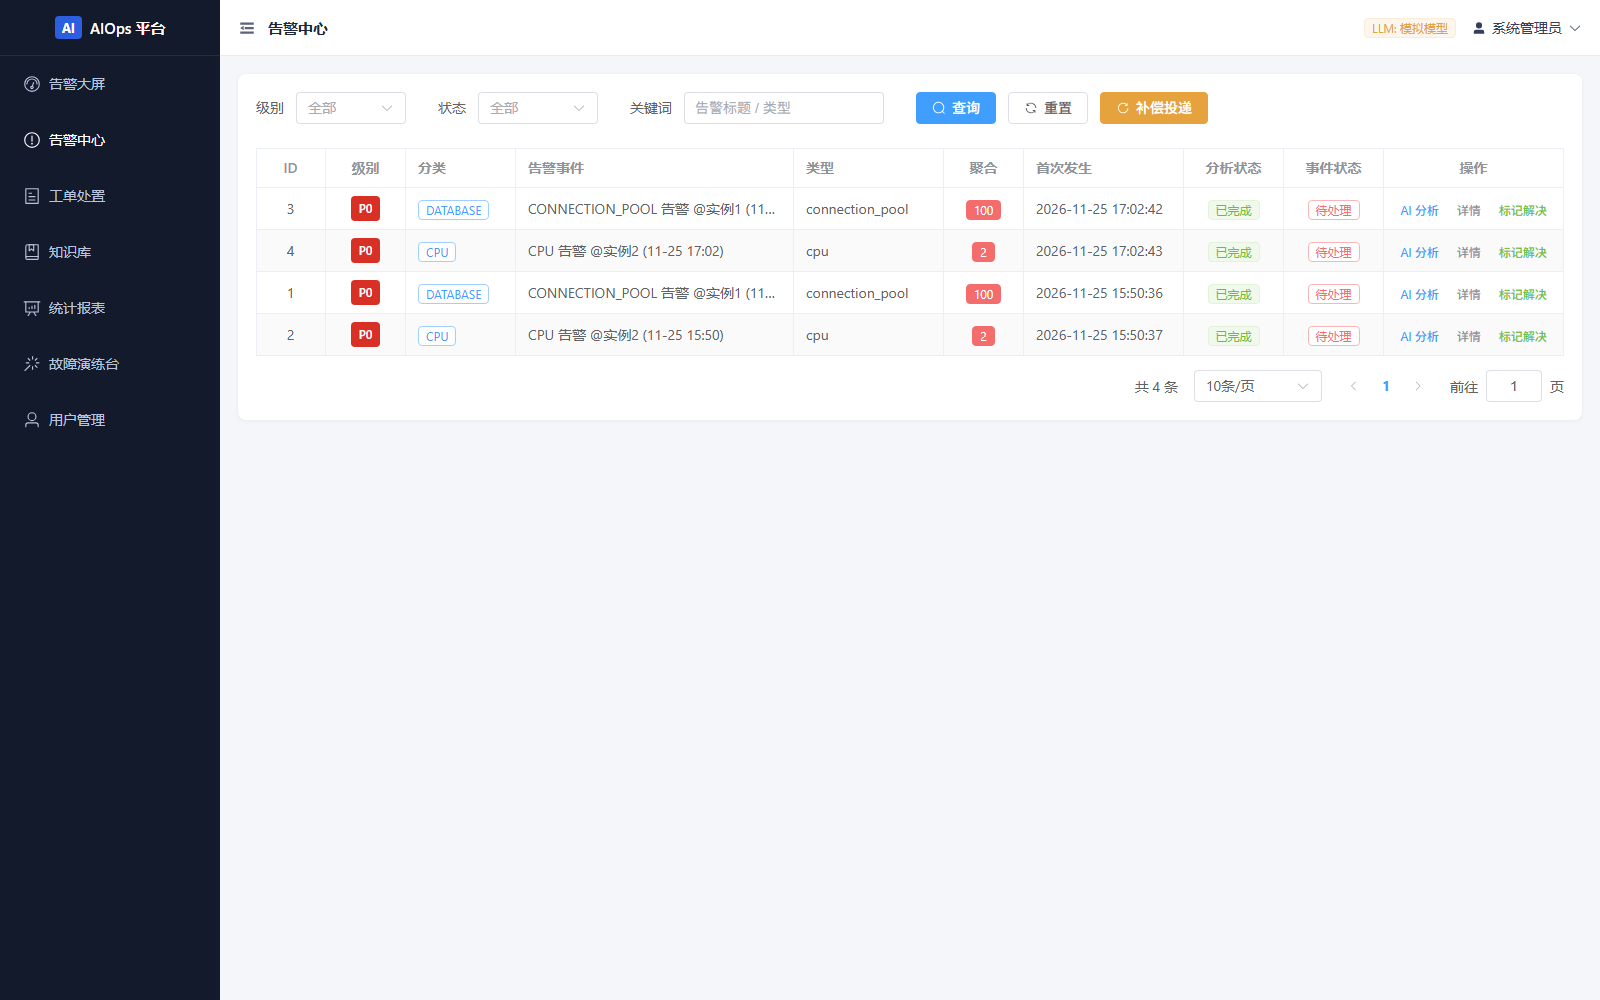 AI AIOps 平台
告警大屏
告警中心
工单处置
知识库
统计报表
故障演练台
用户管理
告警中心
LLM: 模拟模型 系统管理员
级别 全部 状态 全部 关键词 告警标题 / 类型 查询 重置 补偿投递
ID 级别 分类 告警事件 类型 聚合 首次发生 分析状态 事件状态 操作
3 P0 DATABASE CONNECTION_POOL 告警 @实例1 (11... connection_pool 100 2026-11-25 17:02:42 已完成 待处理 AI 分析 详情 标记解决
4 P0 CPU CPU 告警 @实例2 (11-25 17:02) cpu 2 2026-11-25 17:02:43 已完成 待处理 AI 分析 详情 标记解决
1 P0 DATABASE CONNECTION_POOL 告警 @实例1 (11... connection_pool 100 2026-11-25 15:50:36 已完成 待处理 AI 分析 详情 标记解决
2 P0 CPU CPU 告警 @实例2 (11-25 15:50) cpu 2 2026-11-25 15:50:37 已完成 待处理 AI 分析 详情 标记解决
共 4 条 10条/页 1 前往 1 页